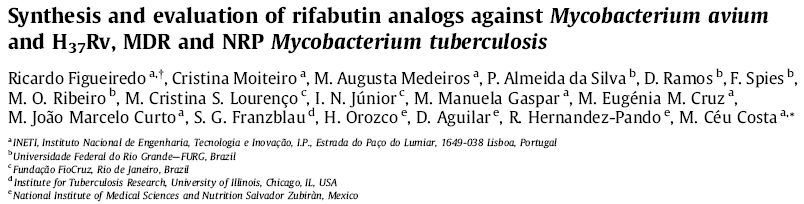 Synthesis and evaluation of rifabutin analogs against Mycobacterium avium
and H₃₇Rv, MDR and NRP Mycobacterium tuberculosis
Ricardo Figueiredo ᵃ,†, Cristina Moiteiro ᵃ, M. Augusta Medeiros ᵃ, P. Almeida da Silva ᵇ, D. Ramos ᵇ, F. Spies ᵇ,
M. O. Ribeiro ᵇ, M. Cristina S. Lourenço ᶜ, I. N. Júnior ᶜ, M. Manuela Gaspar ᵃ, M. Eugénia M. Cruz ᵃ,
M. João Marcelo Curto ᵃ, S. G. Franzblau ᵈ, H. Orozco ᵉ, D. Aguilar ᵉ, R. Hernandez-Pando ᵉ, M. Céu Costa ᵃ,*
ᵃ INETI, Instituto Nacional de Engenharia, Tecnologia e Inovação, I.P., Estrada do Paço do Lumiar, 1649-038 Lisboa, Portugal
ᵇ Universidade Federal do Rio Grande—FURG, Brazil
ᶜ Fundação FioCruz, Rio de Janeiro, Brazil
ᵈ Institute for Tuberculosis Research, University of Illinois, Chicago, IL, USA
ᵉ National Institute of Medical Sciences and Nutrition Salvador Zubiràn, Mexico